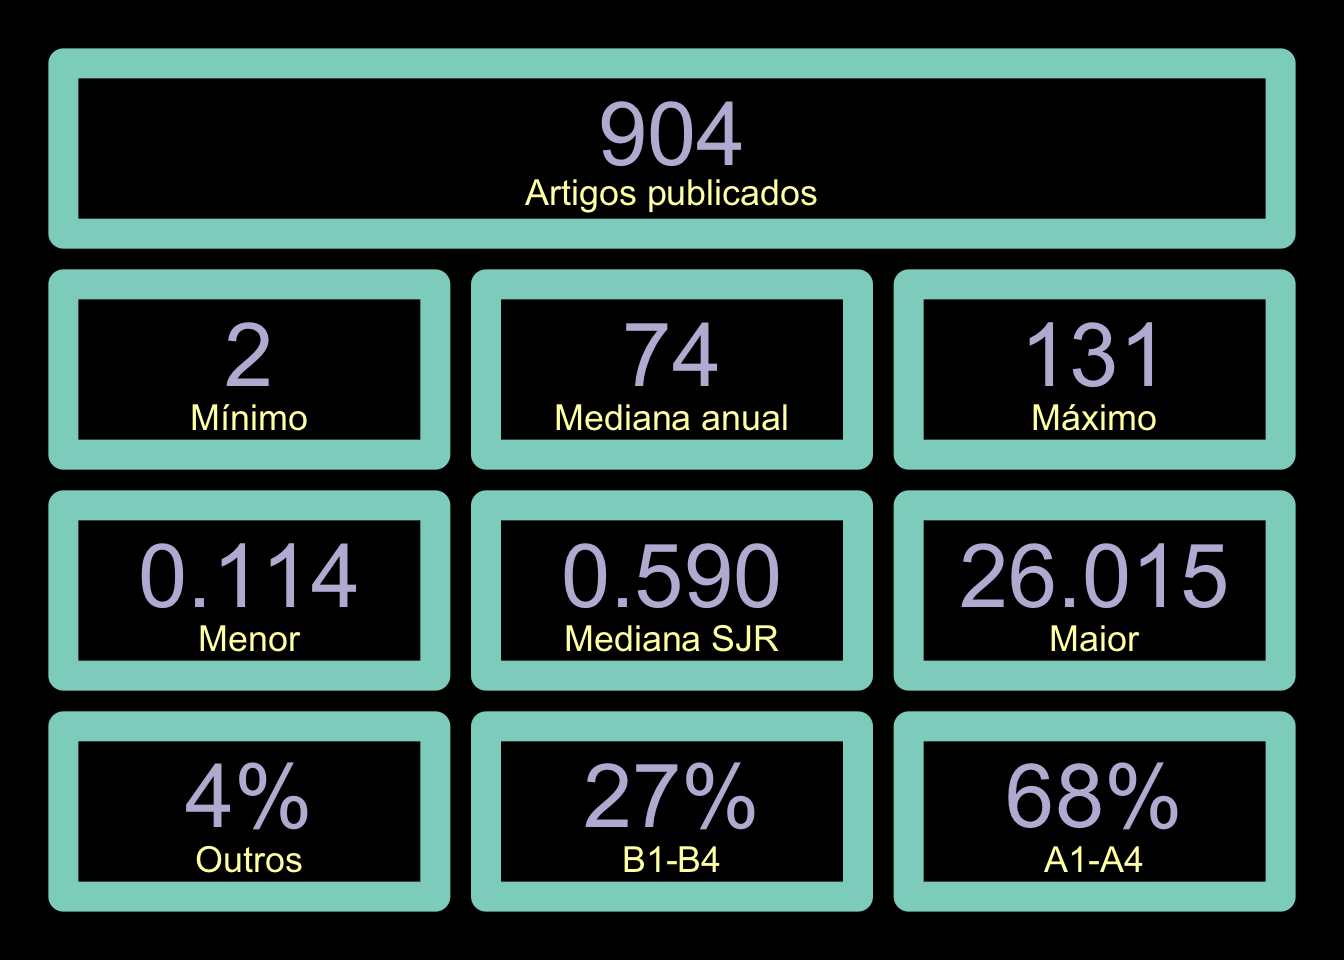 904
Artigos publicados
2
Mínimo
74
Mediana anual
131
Máximo
0.114
Menor
0.590
Mediana SJR
26.015
Maior
4%
Outros
27%
B1-B4
68%
A1-A4